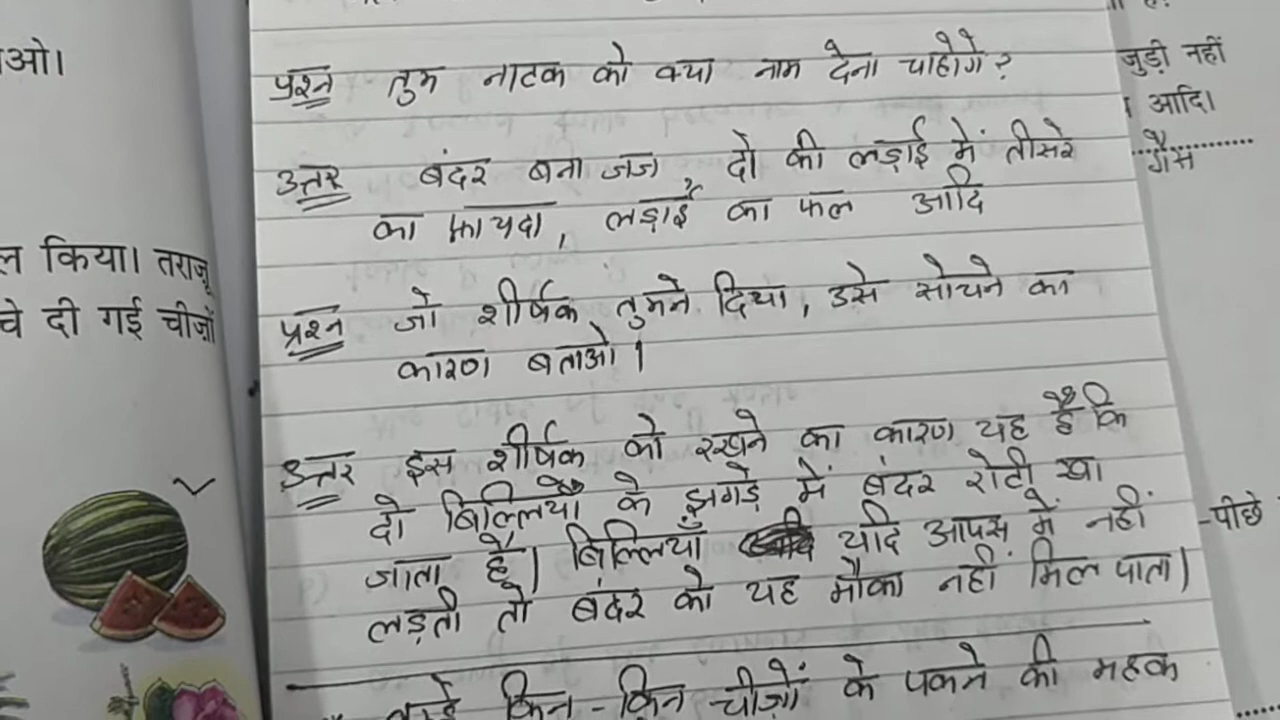 ओ।
ल किया। तराजू
चे दी गई चीज़ों
प्रश्न तुम नाटक को क्या नाम देना चाहोगे?
उत्तर बंदर बना जज दो की लड़ाई में तीसरे
का फायदा, लड़ाई का फल आदि
प्रश्न जो शीर्षक तुमने दिया, उसे सोचने का
कारण बताओ।
उत्तर इस शीर्षक को रखने का कारण यह है कि
दो बिल्लियों के झगड़े में बंदर रोटी खा
जाता है। बिल्लियाँ यदि आपस में नहीं
लड़ती तो बंदर को यह मौका नहीं मिल पाता।
किन-किन चीज़ों के पकने की महक
जुड़ी नहीं
आदि।
गैस
-पीछे